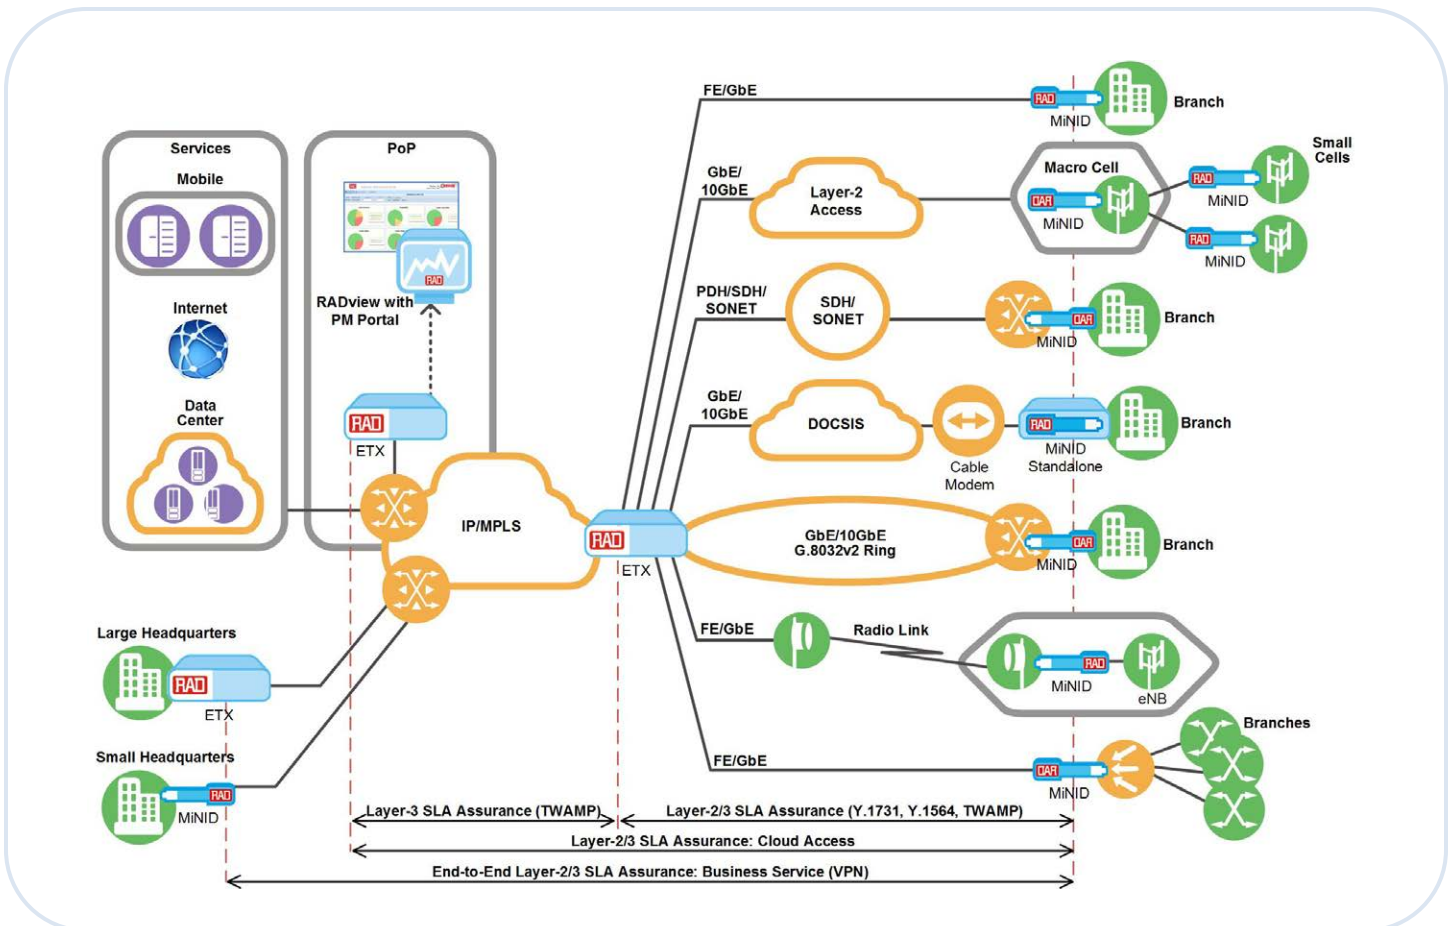 Services
Mobile
Internet
Data
Center
PoP
RADview with
PM Portal
RAD
RAD
ETX
IP/MPLS
RAD
ETX
Large Headquarters
RAD
ETX
Small Headquarters
RAD
MiNID
FE/GbE
RAD
MiNID
Branch
GbE/
10GbE
Layer-2
Access
Macro Cell
RAD
MiNID
Small
Cells
RAD
MiNID
RAD
MiNID
PDH/SDH/
SONET
SDH/
SONET
RAD
MiNID
Branch
GbE/
10GbE
DOCSIS
Cable
Modem
RAD
MiNID
Standalone
Branch
GbE/10GbE
G.8032v2 Ring
RAD
MiNID
Branch
FE/GbE
Radio Link
RAD
MiNID
eNB
FE/GbE
RAD
MiNID
Branches
Layer-3 SLA Assurance (TWAMP)
Layer-2/3 SLA Assurance (Y.1731, Y.1564, TWAMP)
Layer-2/3 SLA Assurance: Cloud Access
End-to-End Layer-2/3 SLA Assurance: Business Service (VPN)